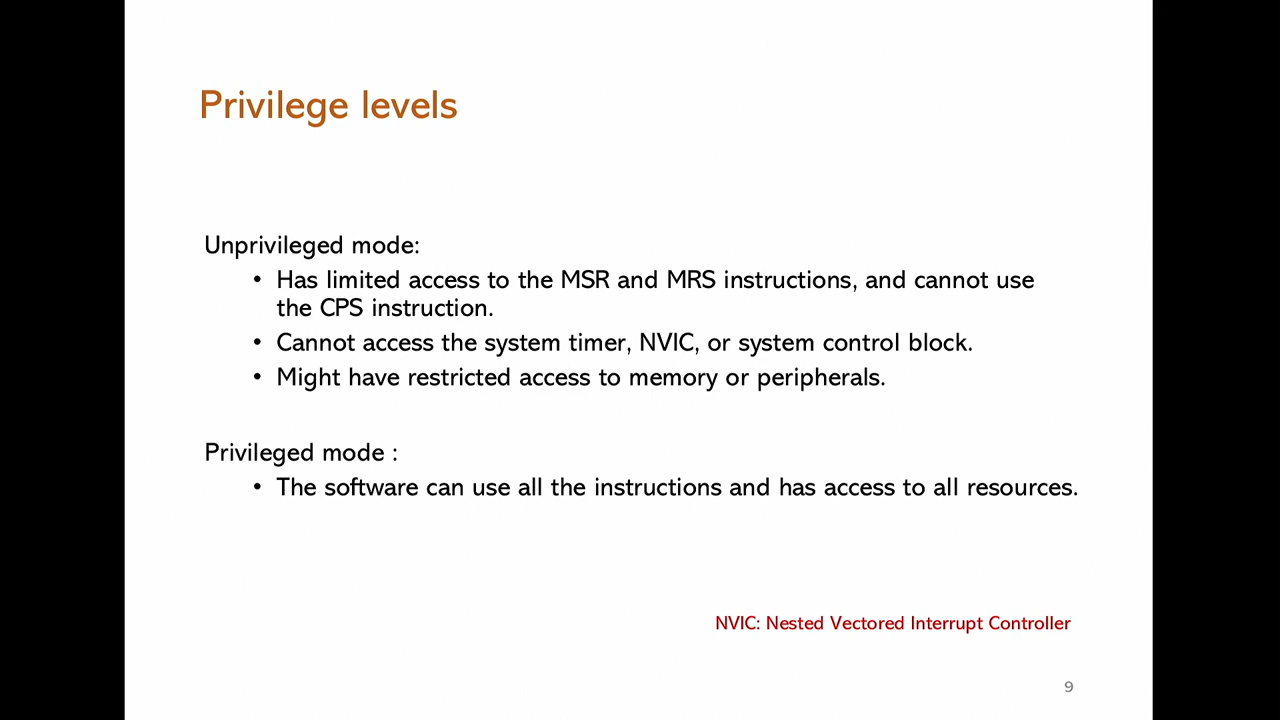 Privilege levels
Unprivileged mode:
• Has limited access to the MSR and MRS instructions, and cannot use
the CPS instruction.
• Cannot access the system timer, NVIC, or system control block.
• Might have restricted access to memory or peripherals.
Privileged mode :
• The software can use all the instructions and has access to all resources.
NVIC: Nested Vectored Interrupt Controller
9